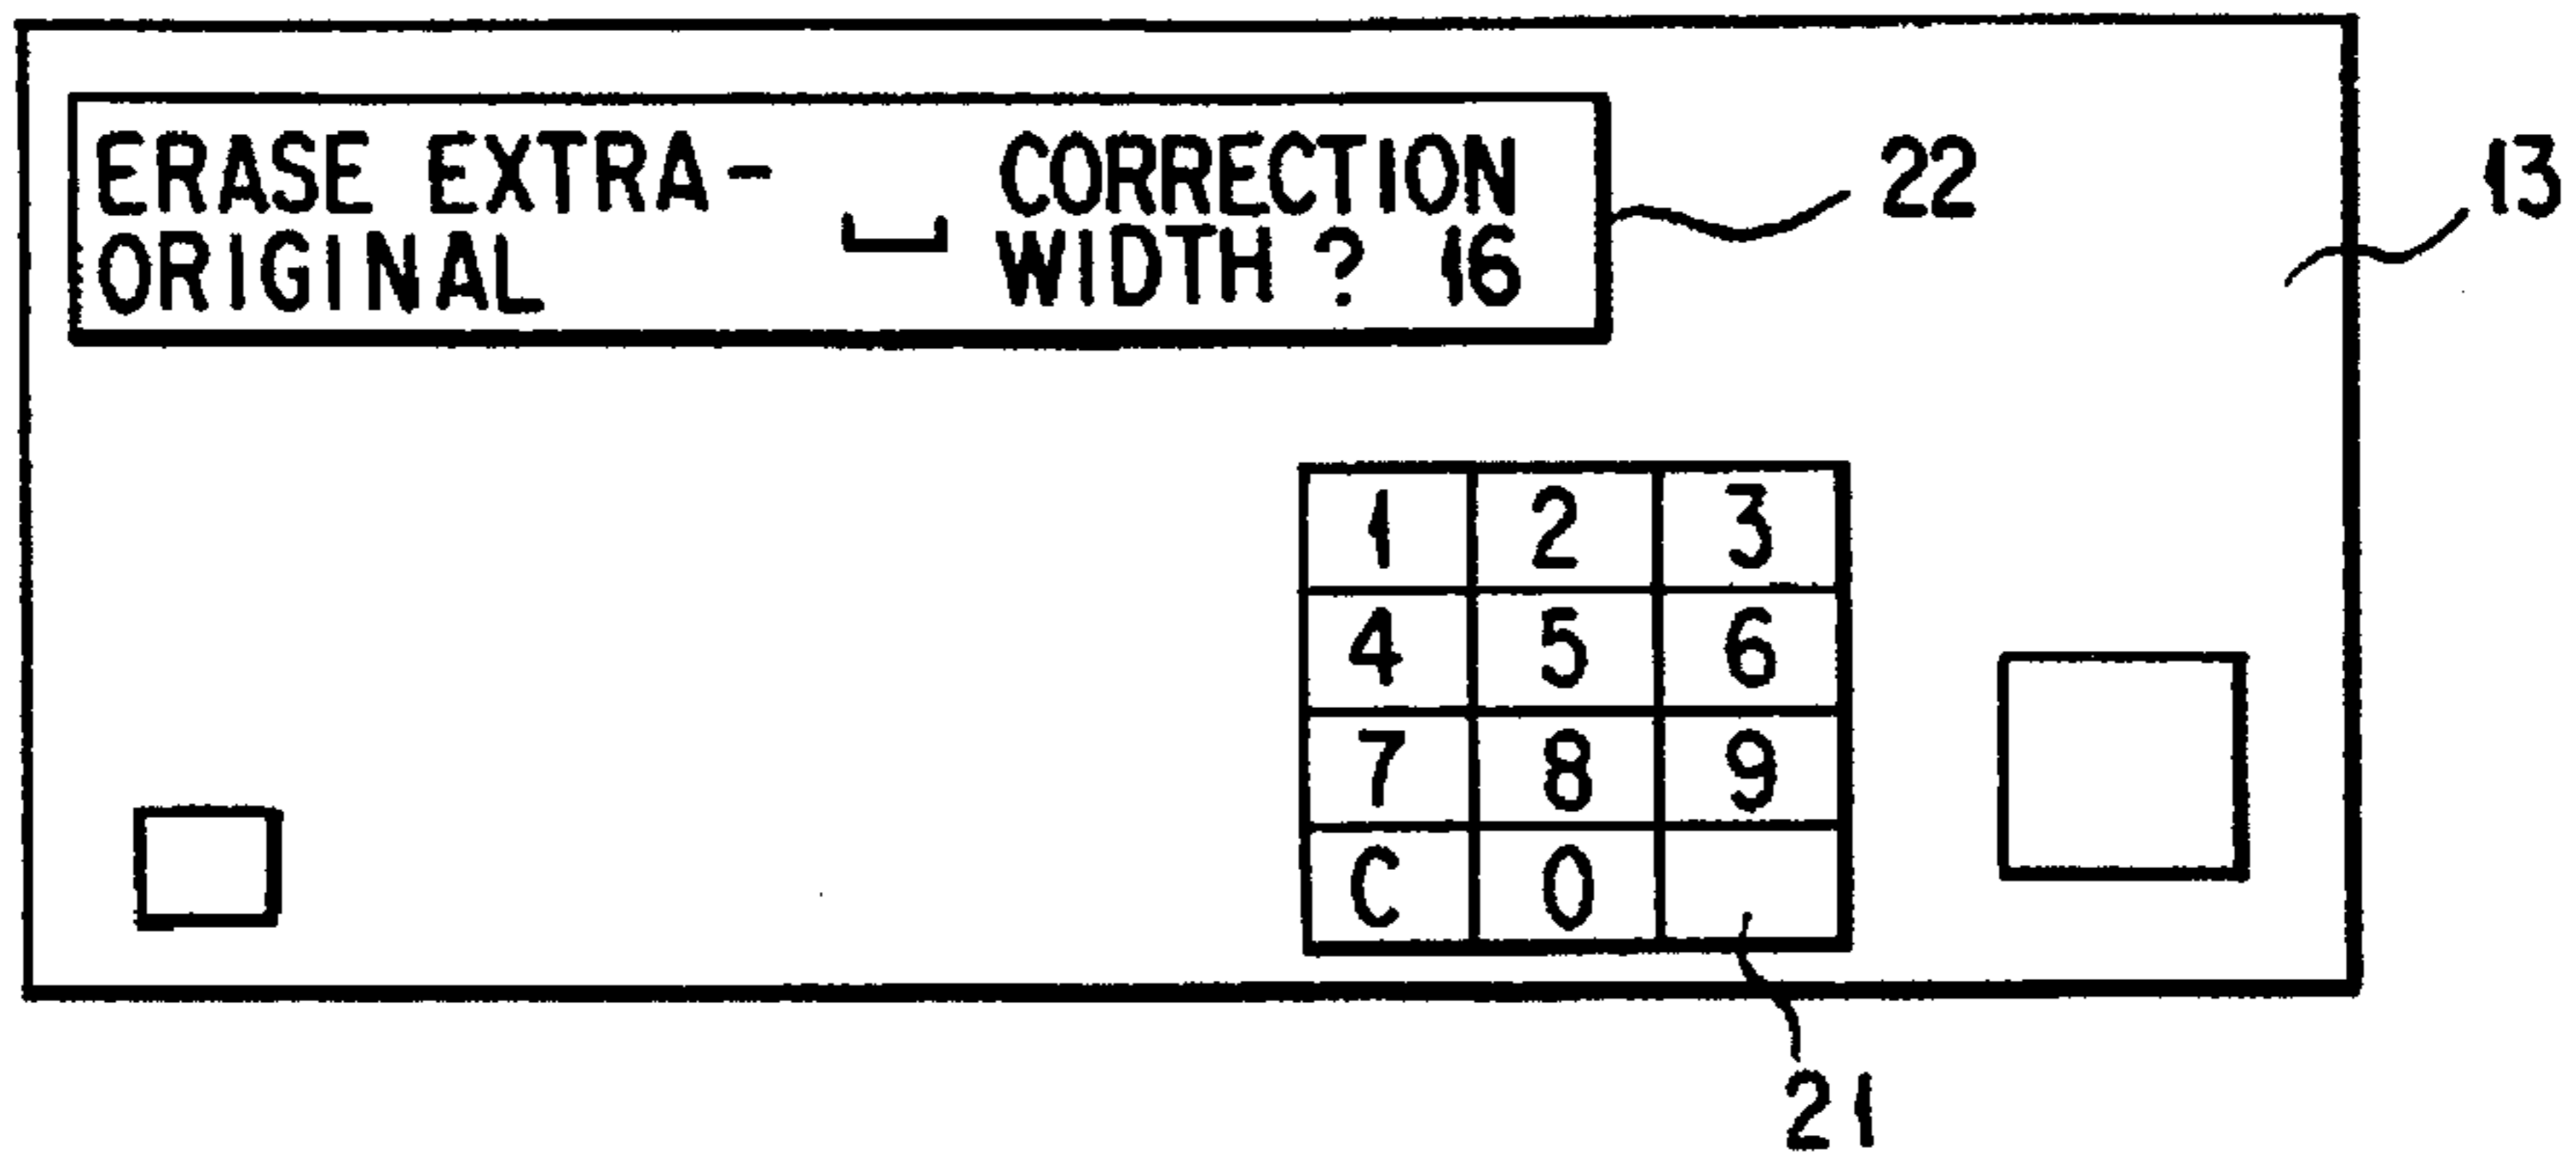 ERASE EXTRA- CORRECTION
ORIGINAL ⎵ WIDTH ? 16
22
13
1 2 3
4 5 6
7 8 9
C 0
21